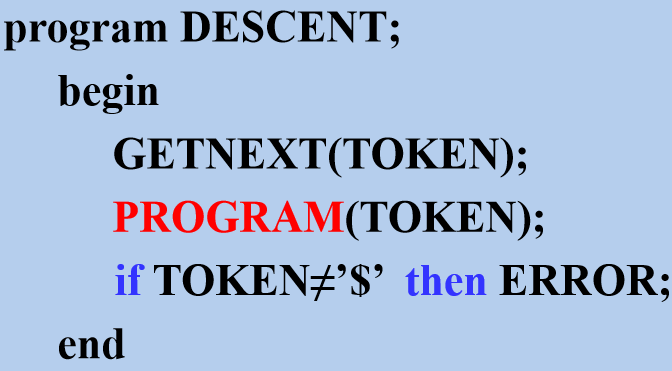 program DESCENT;
begin
GETNEXT(TOKEN);
PROGRAM(TOKEN);
if TOKEN≠’$’ then ERROR;
end